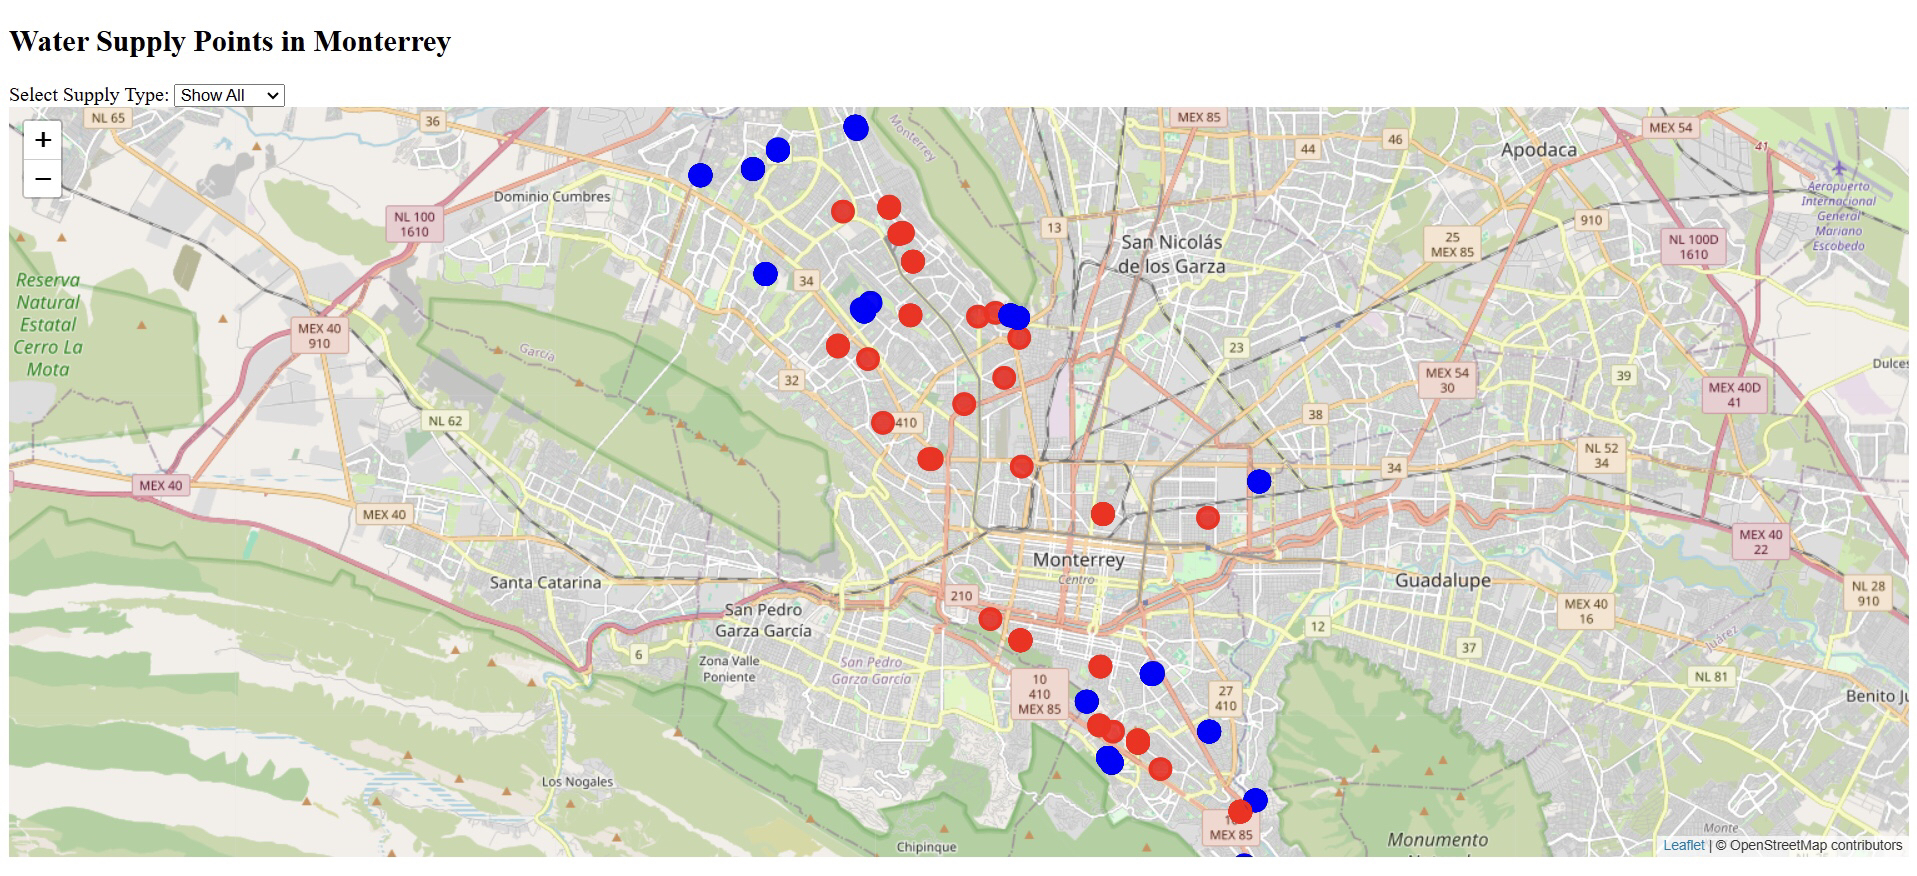 Water Supply Points in Monterrey
Select Supply Type: Show All
+
−
NL 65
36
MEX 85
MEX 54
44
46
Apodaca
41
Monterrey
Dominio Cumbres
NL 100
1610
13
910
Aeropuerto
Internacional
General
Mariano
Escobedo
San Nicolás
de los Garza
25
MEX 85
NL 100D
1610
Reserva
Natural
Estatal
Cerro La
Mota
34
MEX 40
910
García
23
Dulces
32
MEX 54
30
39
MEX 40D
41
NL 62
410
38
NL 52
34
34
MEX 40
MEX 40
MEX 40
22
Monterrey
Centro
Santa Catarina
Guadalupe
210
NL 28
910
San Pedro
Garza García
MEX 40
16
12
Juárez
6
37
Zona Valle
Poniente
San Pedro
Garza García
NL 81
10
410
MEX 85
27
410
Benito Ju
Los Nogales
MEX 85
Chipinque
Monumento
Monte
Leaflet | © OpenStreetMap contributors